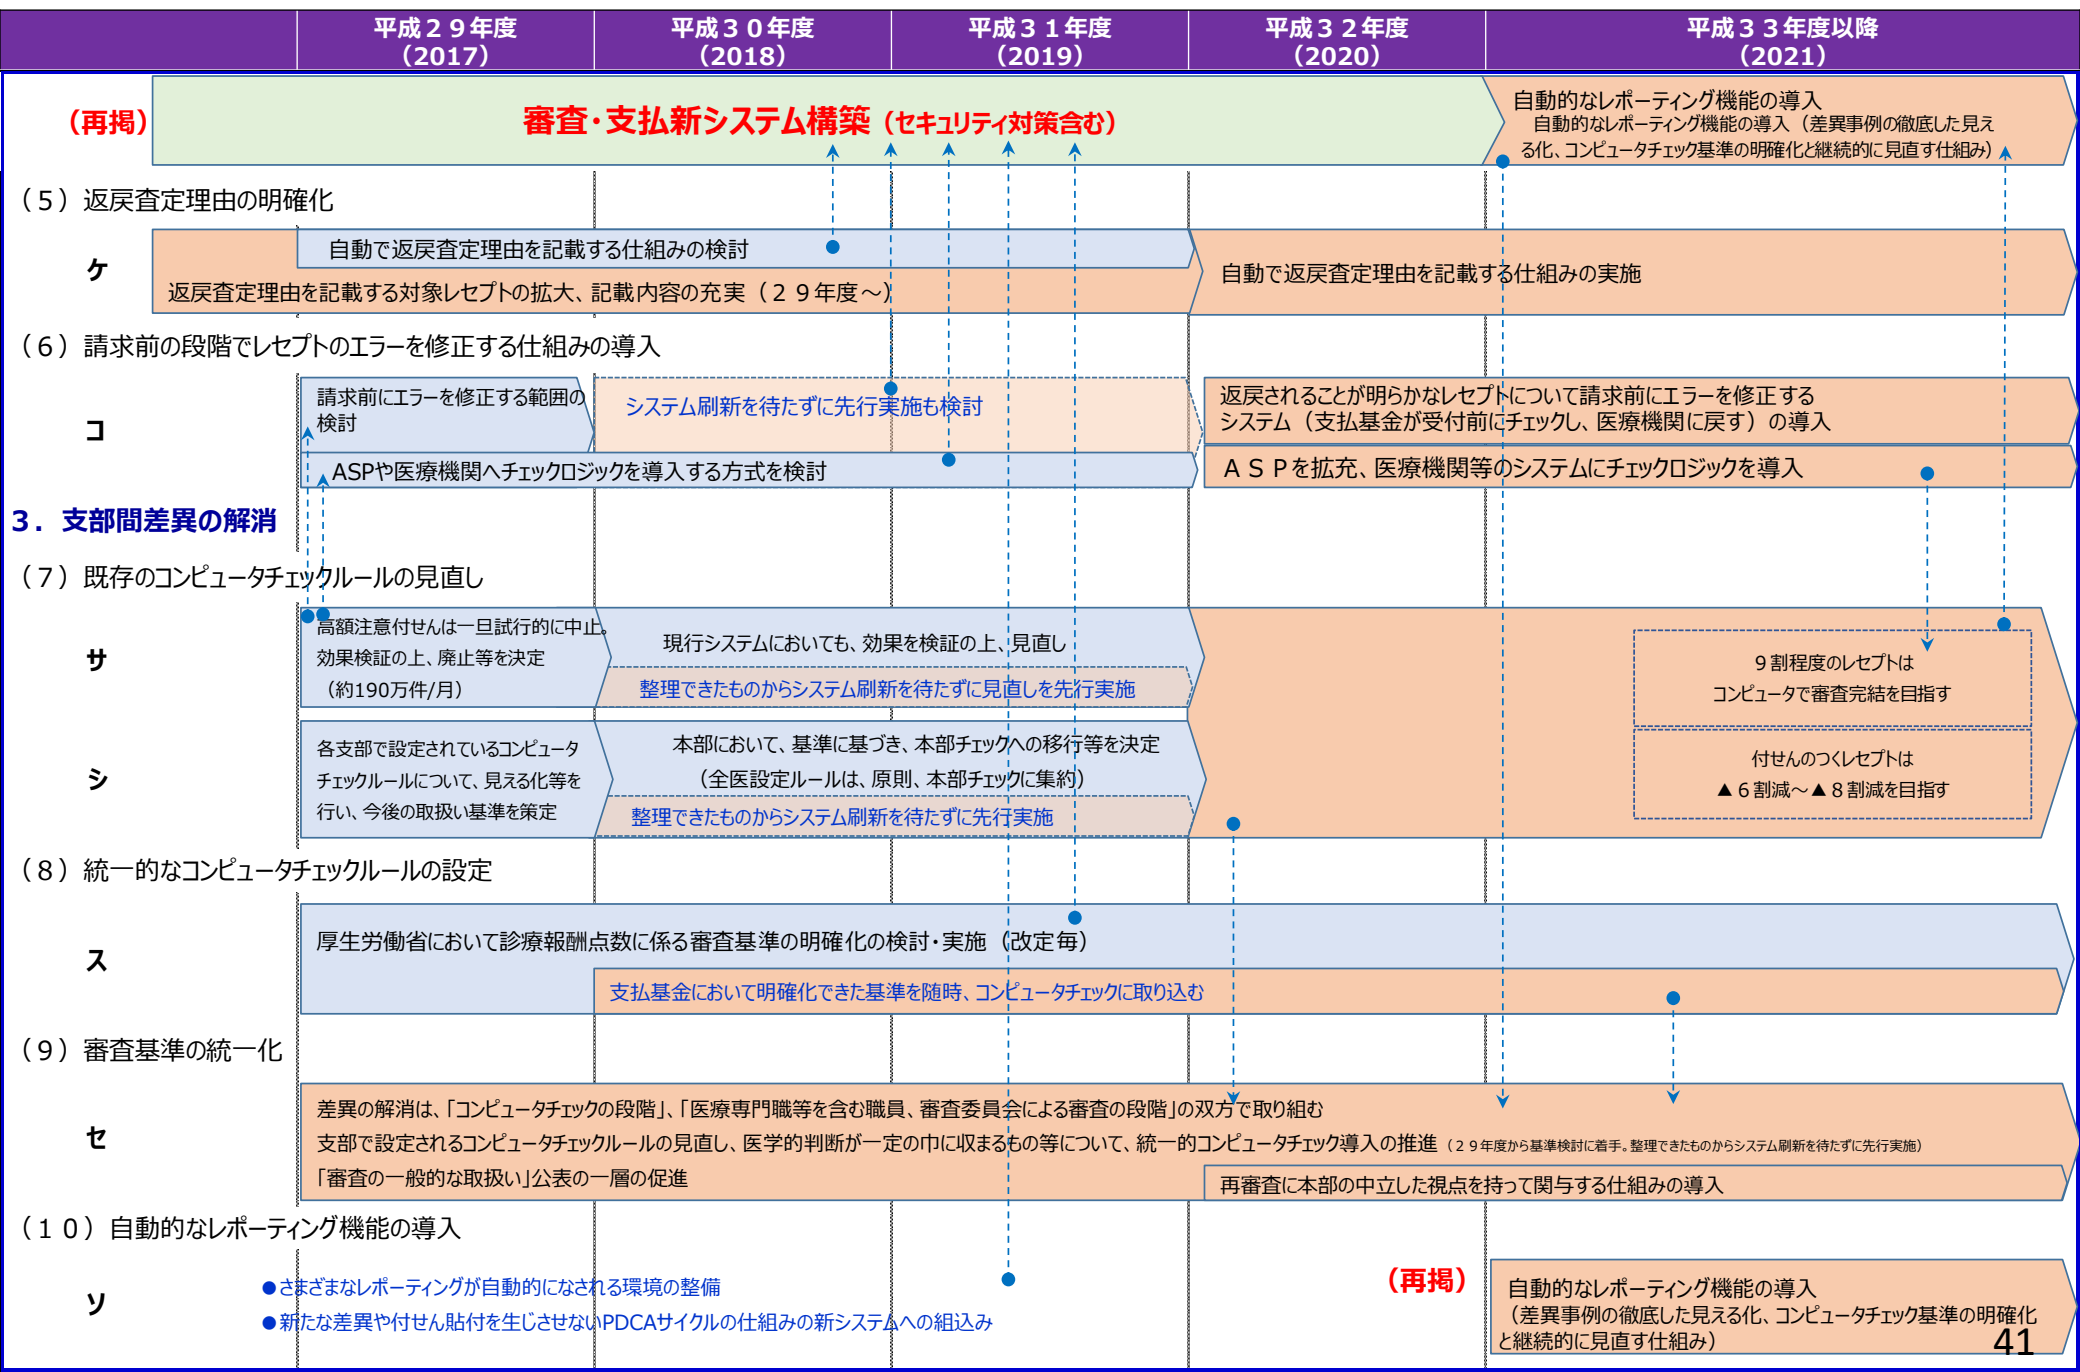 平成２９年度
（2017）
平成３０年度
（2018）
平成３１年度
（2019）
平成３２年度
（2020）
平成３３年度以降
（2021）
（再掲）
審査・支払新システム構築（セキュリティ対策含む）
自動的なレポーティング機能の導入
自動的なレポーティング機能の導入（差異事例の徹底した見え
る化、コンピュータチェック基準の明確化と継続的に見直す仕組み）
（５）返戻査定理由の明確化
ケ
自動で返戻査定理由を記載する仕組みの検討
返戻査定理由を記載する対象レセプトの拡大、記載内容の充実（２９年度～）
自動で返戻査定理由を記載する仕組みの実施
（６）請求前の段階でレセプトのエラーを修正する仕組みの導入
コ
請求前にエラーを修正する範囲の
検討
システム刷新を待たずに先行実施も検討
返戻されることが明らかなレセプトについて請求前にエラーを修正する
システム（支払基金が受付前にチェックし、医療機関に戻す）の導入
ASPや医療機関へチェックロジックを導入する方式を検討
ＡＳＰを拡充、医療機関等のシステムにチェックロジックを導入
３．支部間差異の解消
（７）既存のコンピュータチェックルールの見直し
サ
高額注意付せんは一旦試行的に中止。
効果検証の上、廃止等を決定
（約190万件/月）
現行システムにおいても、効果を検証の上、見直し
整理できたものからシステム刷新を待たずに見直しを先行実施
９割程度のレセプトは
コンピュータで審査完結を目指す
シ
各支部で設定されているコンピュータ
チェックルールについて、見える化等を
行い、今後の取扱い基準を策定
本部において、基準に基づき、本部チェックへの移行等を決定
（全医設定ルールは、原則、本部チェックに集約）
整理できたものからシステム刷新を待たずに先行実施
付せんのつくレセプトは
▲６割減～▲８割減を目指す
（８）統一的なコンピュータチェックルールの設定
ス
厚生労働省において診療報酬点数に係る審査基準の明確化の検討・実施（改定毎）
支払基金において明確化できた基準を随時、コンピュータチェックに取り込む
（９）審査基準の統一化
セ
差異の解消は、「コンピュータチェックの段階」、「医療専門職等を含む職員、審査委員会による審査の段階」の双方で取り組む
支部で設定されるコンピュータチェックルールの見直し、医学的判断が一定の巾に収まるもの等について、統一的コンピュータチェック導入の推進（２９年度から基準検討に着手。整理できたものからシステム刷新を待たずに先行実施）
「審査の一般的な取扱い」公表の一層の促進
再審査に本部の中立した視点を持って関与する仕組みの導入
（１０）自動的なレポーティング機能の導入
ソ
●さまざまなレポーティングが自動的になされる環境の整備
●新たな差異や付せん貼付を生じさせないPDCAサイクルの仕組みの新システムへの組込み
（再掲）
自動的なレポーティング機能の導入
（差異事例の徹底した見える化、コンピュータチェック基準の明確化
と継続的に見直す仕組み）
41